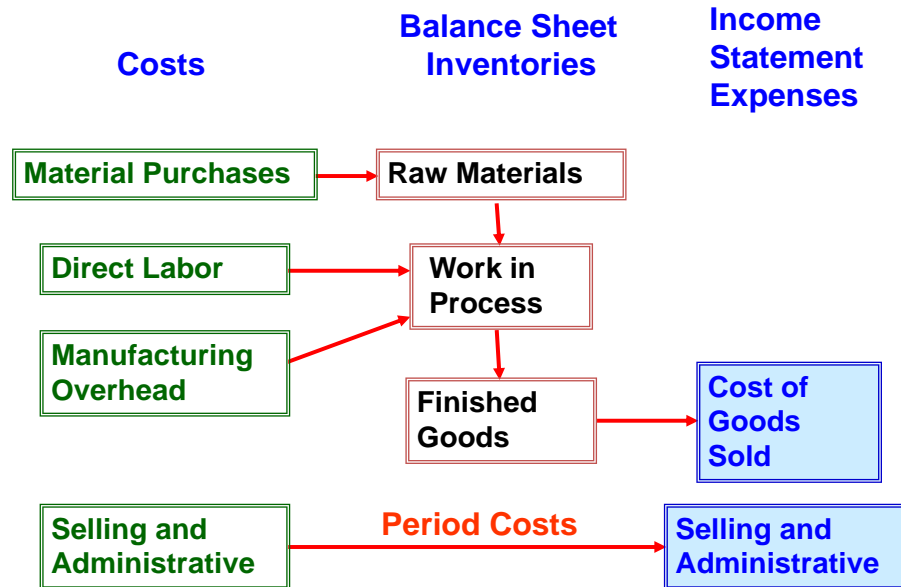 Costs
Balance Sheet
Inventories
Income
Statement
Expenses
Material Purchases
Raw Materials
Direct Labor
Work in
Process
Manufacturing
Overhead
Finished
Goods
Cost of
Goods
Sold
Selling and
Administrative
Period Costs
Selling and
Administrative